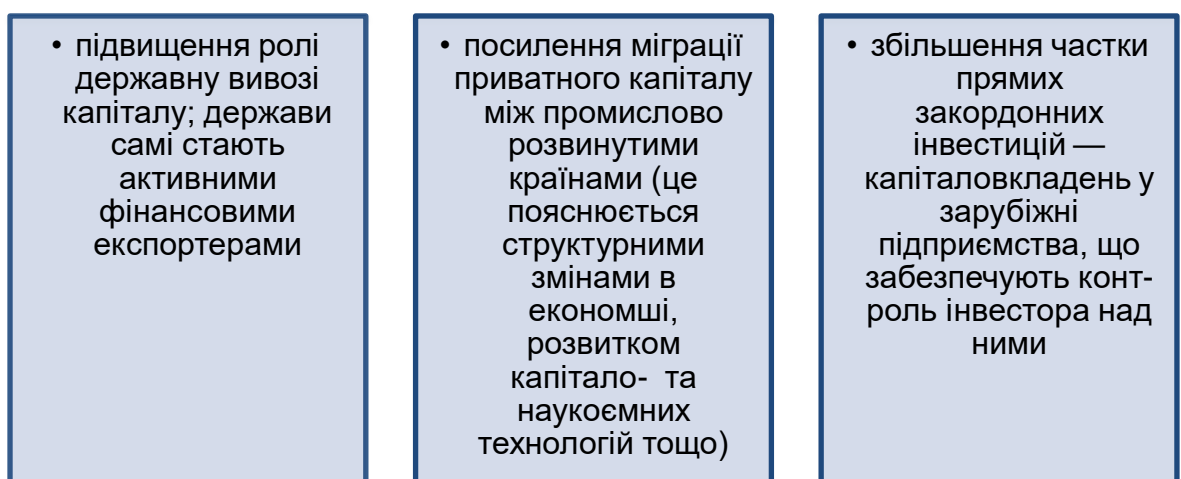 • підвищення ролі
державну вивозі
капіталу; держави
самі стають
активними
фінансовими
експортерами
• посилення міграції
приватного капіталу
між промислово
розвинутими
країнами (це
пояснюється
структурними
змінами в
економші,
розвитком
капітало- та
наукоємних
технологій тощо)
• збільшення частки
прямих
закордонних
інвестицій —
капіталовкладень у
зарубіжні
підприємства, що
забезпечують конт-
роль інвестора над
ними